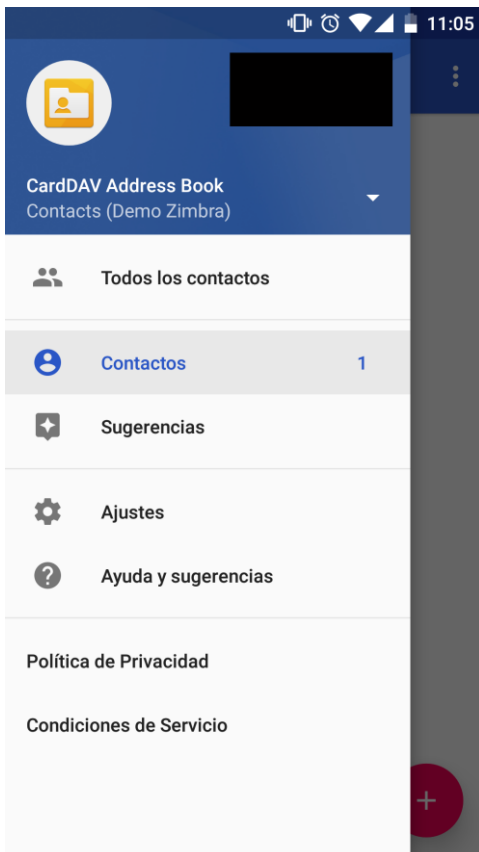 11:05
CardDAV Address Book
Contacts (Demo Zimbra)
Todos los contactos
Contactos 1
Sugerencias
Ajustes
Ayuda y sugerencias
Política de Privacidad
Condiciones de Servicio